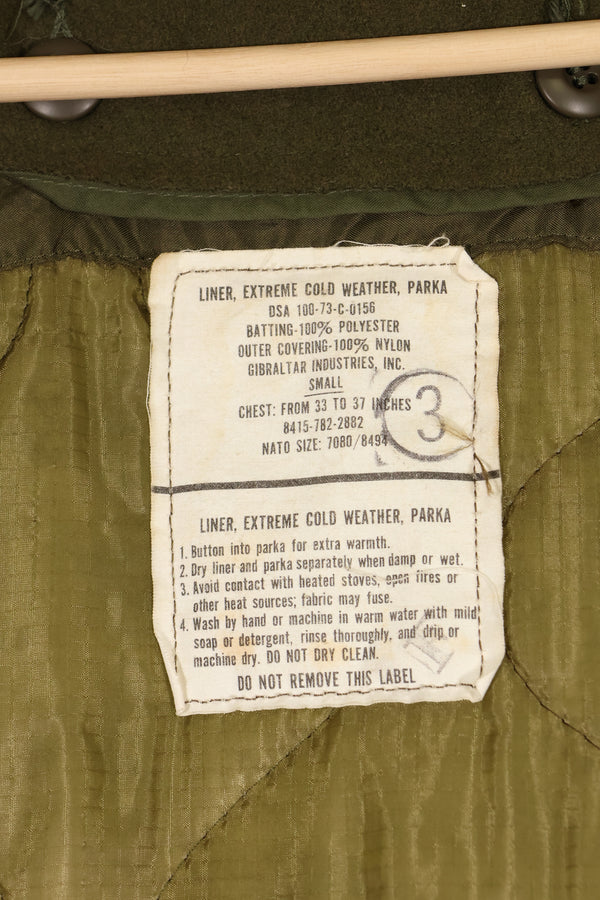 LINER, EXTREME COLD WEATHER, PARKA
DSA 100-73-C-0156
BATTING-100% POLYESTER
OUTER COVERING-100% NYLON
GIBRALTAR INDUSTRIES, INC.
SMALL
CHEST: FROM 33 TO 37 INCHES
8415-782-2882
NATO SIZE: 7080/8494
3
LINER, EXTREME COLD WEATHER, PARKA
1. Button into parka for extra warmth.
2. Dry liner and parka separately when damp or wet.
3. Avoid contact with heated stoves, open fires or
other heat sources; fabric may fuse.
4. Wash by hand or machine in warm water with mild
soap or detergent, rinse thoroughly, and drip or
machine dry. DO NOT DRY CLEAN.
DO NOT REMOVE THIS LABEL